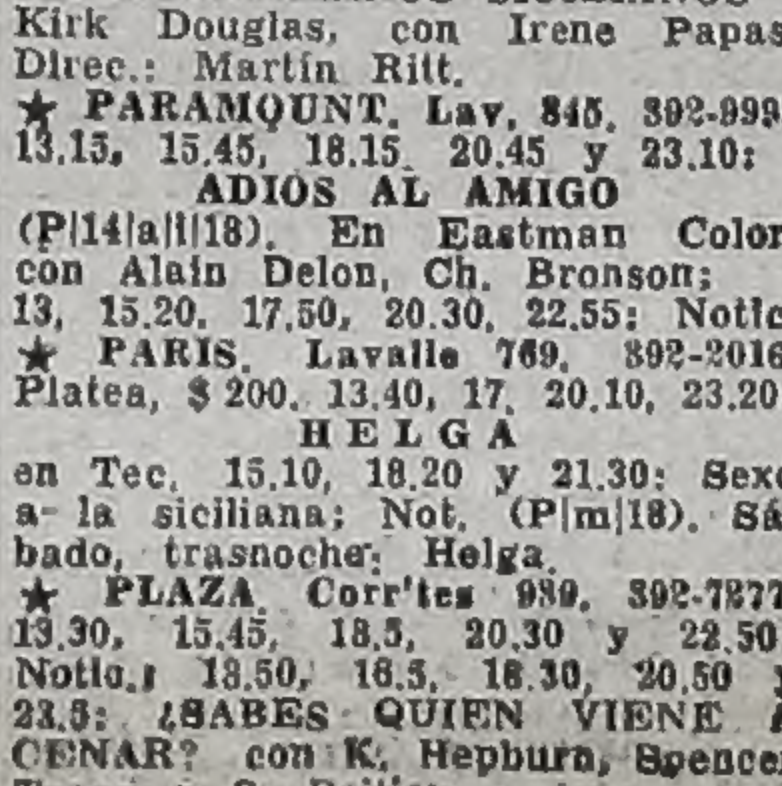 Kirk Douglas, con Irene Papas
Direc.: Martín Ritt.
★ PARAMOUNT. Lav. 845. 392-999
13.15, 15.45, 18.15, 20.45 y 23.10:
ADIOS AL AMIGO
(P|14|a|i|18). En Eastman Color
con Alain Delon, Ch. Bronson;
13, 15.20, 17.50, 20.30, 22.55: Notic
★ PARIS. Lavalle 769. 392-2016
Platea, $ 200. 13.40, 17, 20.10, 23.20
HELGA
en Tec. 15.10, 18.20 y 21.30: Sexo
a- la siciliana; Not. (P|m|18). Sá-
bado, trasnoche: Helga.
★ PLAZA. Corr'tes 939. 392-7277
13.30, 15.45, 18.5, 20.30 y 22.50
Notic.: 13.50, 16.5, 18.30, 20.50
23.5: ¿SABES QUIEN VIENE A
CENAR? con K. Hepburn, Spencer